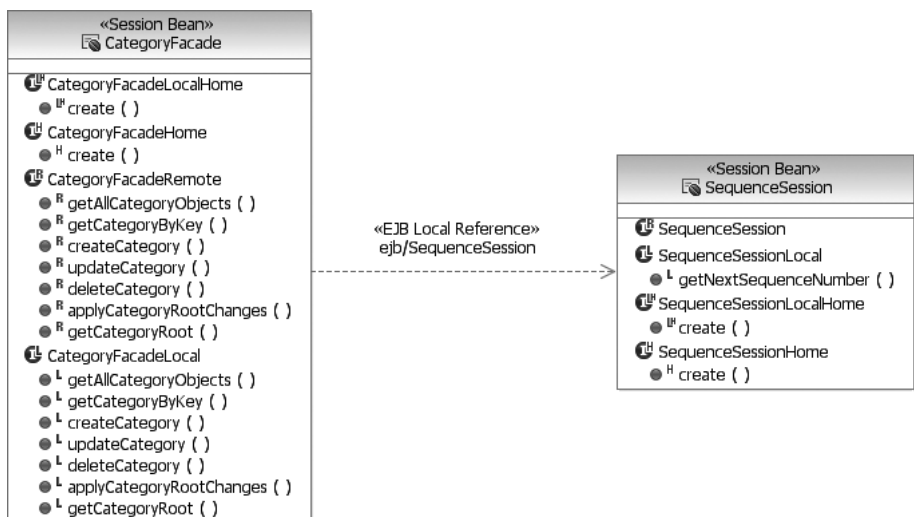 «Session Bean»
CategoryFacade
CategoryFacadeLocalHome
LH create ( )
CategoryFacadeHome
H create ( )
CategoryFacadeRemote
R getAllCategoryObjects ( )
R getCategoryByKey ( )
R createCategory ( )
R updateCategory ( )
R deleteCategory ( )
R applyCategoryRootChanges ( )
R getCategoryRoot ( )
CategoryFacadeLocal
L getAllCategoryObjects ( )
L getCategoryByKey ( )
L createCategory ( )
L updateCategory ( )
L deleteCategory ( )
L applyCategoryRootChanges ( )
L getCategoryRoot ( )
«EJB Local Reference»
ejb/SequenceSession
«Session Bean»
SequenceSession
SequenceSession
SequenceSessionLocal
L getNextSequenceNumber ( )
SequenceSessionLocalHome
LH create ( )
SequenceSessionHome
H create ( )